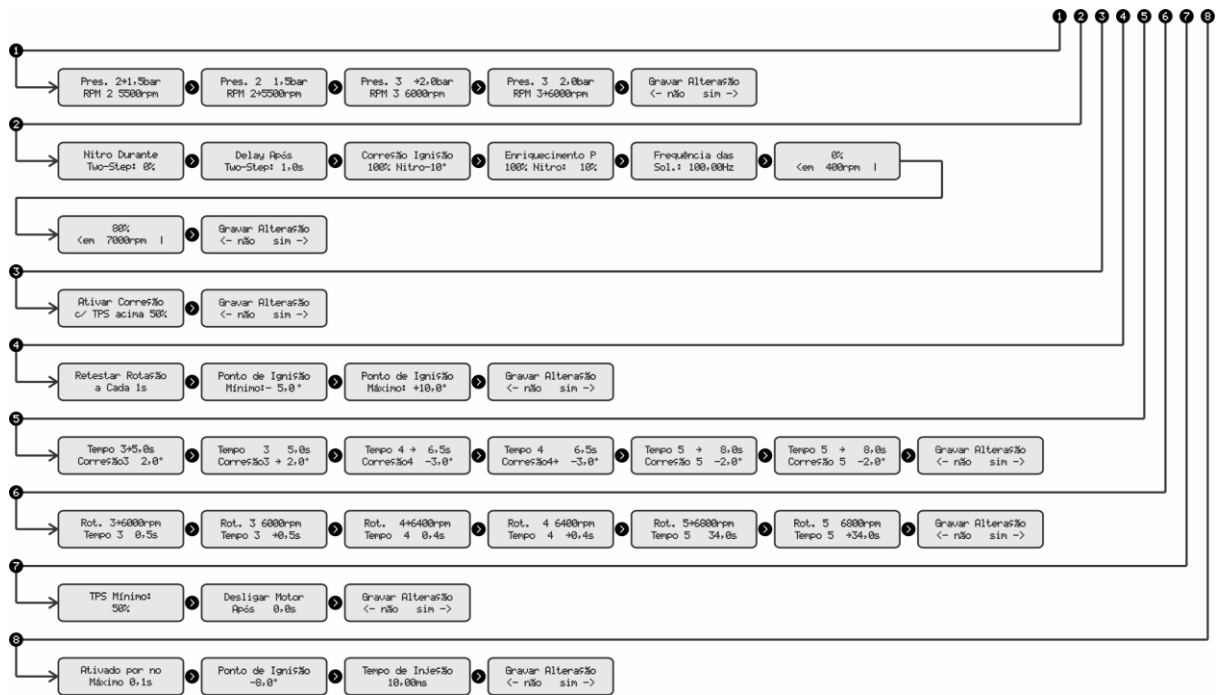 1 2 3 4 5 6 7 8
1
Pres. 2→1,5bar
RPM 2 5500rpm
Pres. 2 1,5bar
RPM 2→5500rpm
Pres. 3 →2,0bar
RPM 3 6000rpm
Pres. 3 2,0bar
RPM 3→6000rpm
Gravar Alteração
<- não sim ->
2
Nitro Durante
Two-Step: 0%
Delay Após
Two-Step: 1,0s
Correção Ignição
100% Nitro-10°
Enriquecimento P
100% Nitro: 10%
Frequência das
Sol.: 100,00Hz
0%
<em 400rpm |
80%
<em 7000rpm |
Gravar Alteração
<- não sim ->
3
Ativar Correção
c/ TPS acima 50%
Gravar Alteração
<- não sim ->
4
Retestar Rotação
a Cada 1s
Ponto de Ignição
Mínimo:- 5,0°
Ponto de Ignição
Máximo: +10,0°
Gravar Alteração
<- não sim ->
5
Tempo 3→5,0s
Correção3 2,0°
Tempo 3 5,0s
Correção3 → 2,0°
Tempo 4 → 6,5s
Correção4 -3,0°
Tempo 4 6,5s
Correção4→ -3,0°
Tempo 5 → 8,0s
Correção 5 -2,0°
Tempo 5 → 8,0s
Correção 5 -2,0°
Gravar Alteração
<- não sim ->
6
Rot. 3→6000rpm
Tempo 3 0,5s
Rot. 3 6000rpm
Tempo 3 →0,5s
Rot. 4→6400rpm
Tempo 4 0,4s
Rot. 4 6400rpm
Tempo 4 →0,4s
Rot. 5→6800rpm
Tempo 5 34,0s
Rot. 5 6800rpm
Tempo 5 →34,0s
Gravar Alteração
<- não sim ->
7
TPS Mínimo:
50%
Desligar Motor
Após 0,0s
Gravar Alteração
<- não sim ->
8
Ativado por no
Máximo 0,1s
Ponto de Ignição
-8,0°
Tempo de Injeção
10,00ms
Gravar Alteração
<- não sim ->